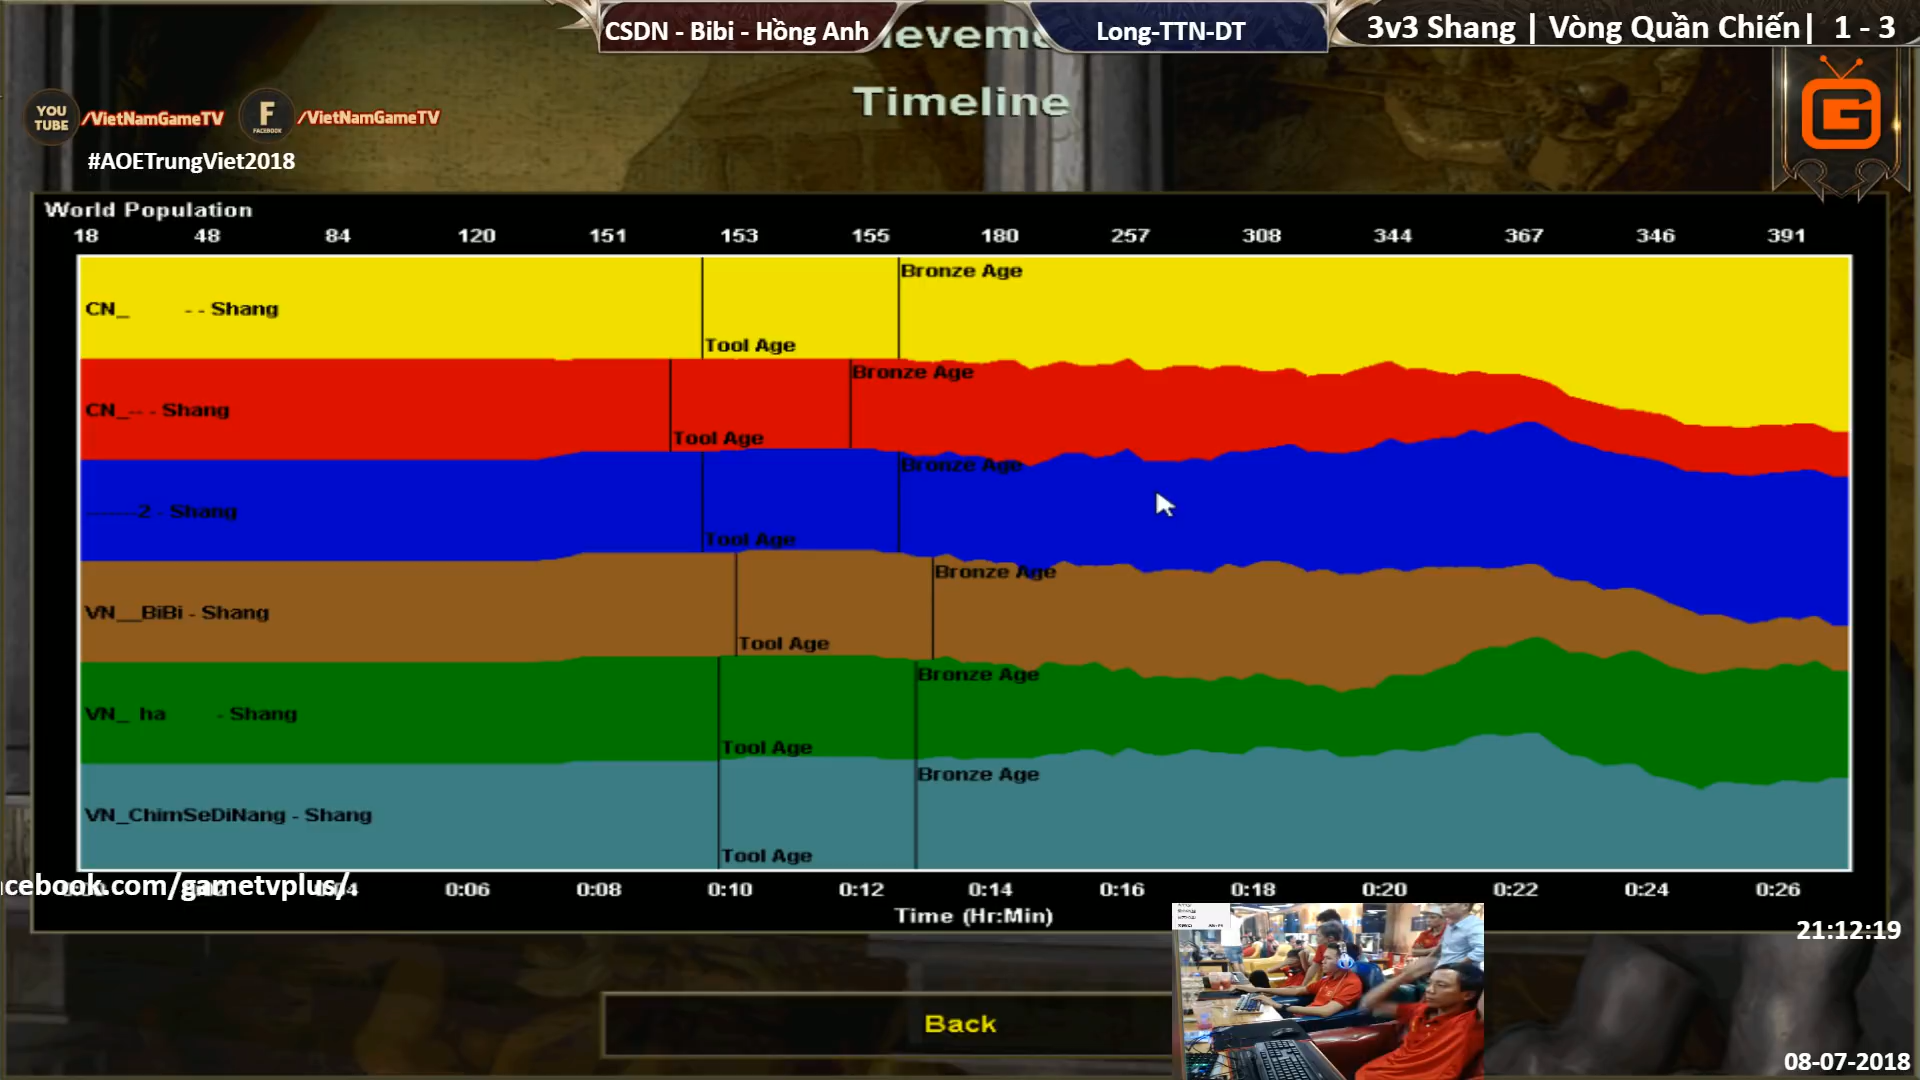 CSDN - Bibi - Hồng Anh
Long-TTN-DT
3v3 Shang | Vòng Quần Chiến| 1 - 3
ieveme
Timeline
YOU TUBE /VietNamGameTV
F FACEBOOK /VietNamGameTV
#AOETrungViet2018
G
World Population
18 48 84 120 151 153 155 180 257 308 344 367 346 391
Bronze Age
CN_ - - Shang
Tool Age
Bronze Age
CN_-- - Shang
Tool Age
Bronze Age
-------2 - Shang
Tool Age
Bronze Age
VN__BiBi - Shang
Tool Age
Bronze Age
VN_ ha - Shang
Tool Age
Bronze Age
VN_ChimSeDiNang - Shang
Tool Age
cebook.com/gametvplus/
0:06 0:08 0:10 0:12 0:14 0:16 0:18 0:20 0:22 0:24 0:26
Time (Hr:Min)
21:12:19
Back
08-07-2018